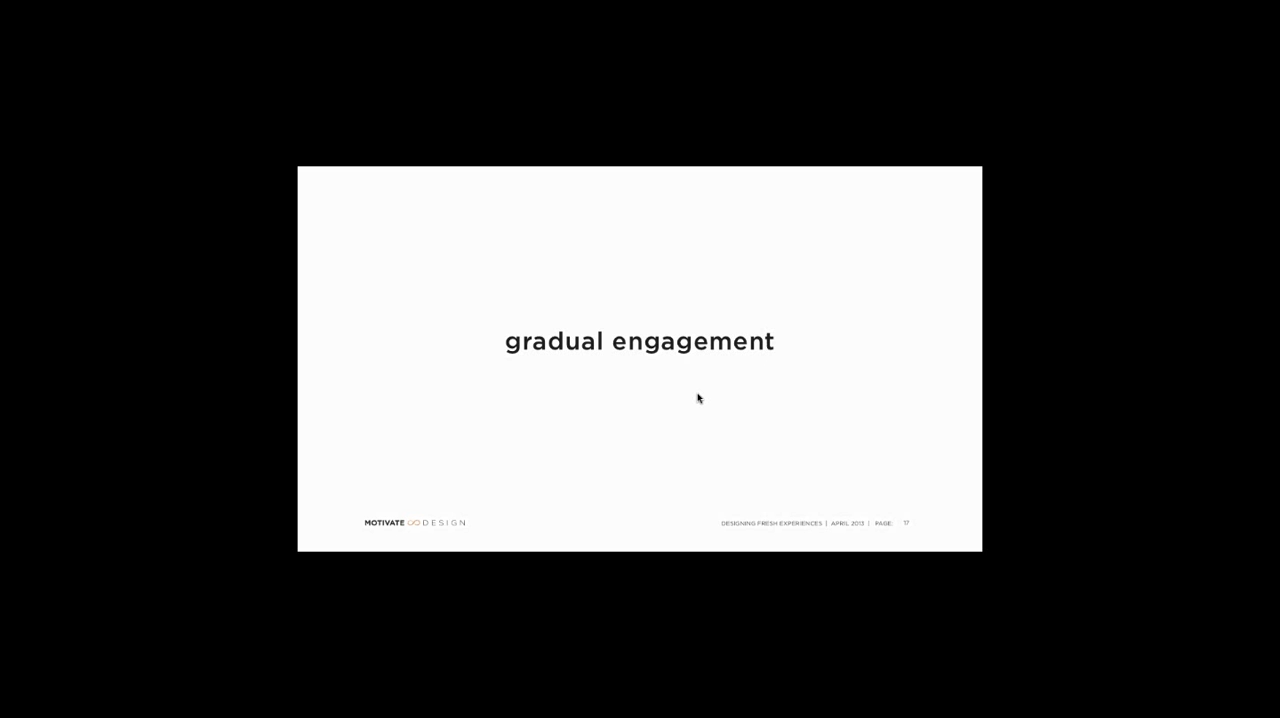 gradual engagement
MOTIVATE DESIGN
DESIGNING FRESH EXPERIENCES | APRIL 2013 | PAGE: 17